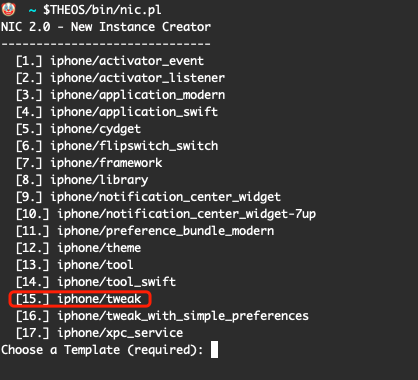 ~ $THEOS/bin/nic.pl
NIC 2.0 - New Instance Creator
------------------------------
[1.] iphone/activator_event
[2.] iphone/activator_listener
[3.] iphone/application_modern
[4.] iphone/application_swift
[5.] iphone/cydget
[6.] iphone/flipswitch_switch
[7.] iphone/framework
[8.] iphone/library
[9.] iphone/notification_center_widget
[10.] iphone/notification_center_widget-7up
[11.] iphone/preference_bundle_modern
[12.] iphone/theme
[13.] iphone/tool
[14.] iphone/tool_swift
[15.] iphone/tweak
[16.] iphone/tweak_with_simple_preferences
[17.] iphone/xpc_service
Choose a Template (required):